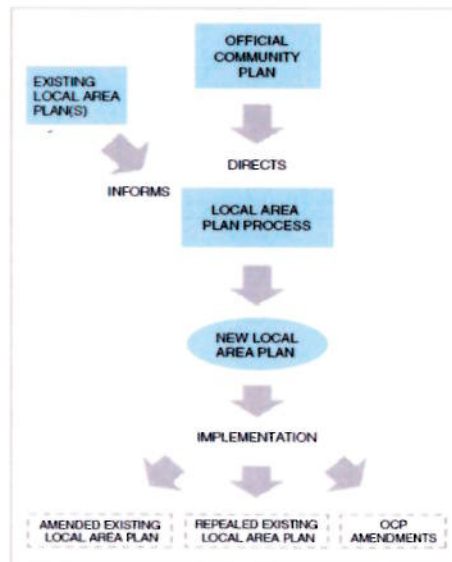 OFFICIAL
COMMUNITY
PLAN
EXISTING
LOCAL AREA
PLAN(S)
DIRECTS
INFORMS
LOCAL AREA
PLAN PROCESS
NEW LOCAL
AREA PLAN
IMPLEMENTATION
AMENDED EXISTING
LOCAL AREA PLAN
REPEALED EXISTING
LOCAL AREA PLAN
OCP
AMENDMENTS